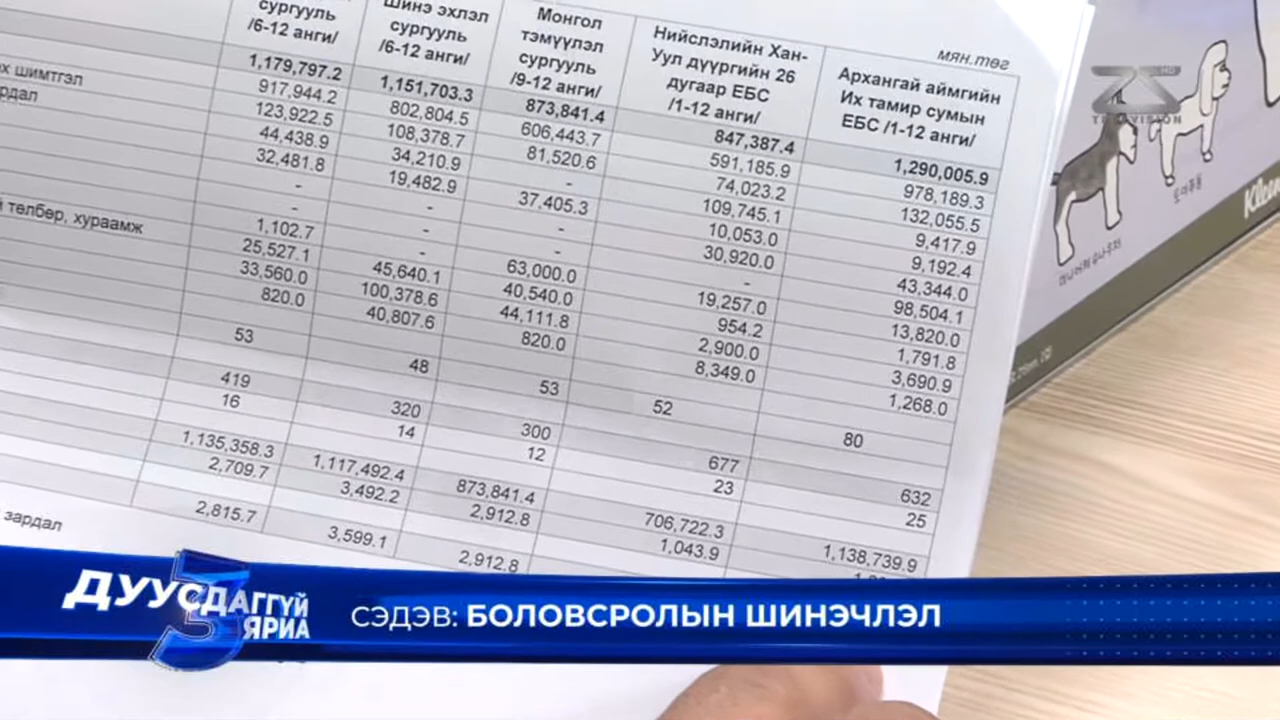 мян.төг
сургууль /6-12 анги/
Шинэ эхлэл сургууль /6-12 анги/
Монгол тэмүүлэл сургууль /9-12 анги/
Нийслэлийн Хан-Уул дүүргийн 26 дугаар ЕБС /1-12 анги/
Архангай аймгийн Их тамир сумын ЕБС /1-12 анги/
1,179,797.2 1,151,703.3 873,841.4 847,387.4 1,290,005.9
шимтгэл 917,944.2 802,804.5 606,443.7 591,185.9 978,189.3
123,922.5 108,378.7 81,520.6 74,023.2 132,055.5
44,438.9 34,210.9 - 109,745.1 9,417.9
32,481.8 19,482.9 37,405.3 10,053.0 9,192.4
- - - 30,920.0 43,344.0
- - - - 98,504.1
төлбөр, хураамж 1,102.7 - - 19,257.0 13,820.0
25,527.1 45,640.1 63,000.0 954.2 1,791.8
33,560.0 100,378.6 40,540.0 2,900.0 3,690.9
820.0 40,807.6 44,111.8 8,349.0 1,268.0
820.0
53 48 53 52 80
419 320 300 677 632
16 14 12 23 25
1,135,358.3 1,117,492.4 873,841.4 706,722.3 1,138,739.9
2,709.7 3,492.2 2,912.8 1,043.9
зардал 2,815.7 3,599.1 2,912.8
TELEVISION
HD
Kleen
도마뚱
ДУУСДАГГҮЙ
3 ЯРИА
СЭДЭВ: БОЛОВСРОЛЫН ШИНЭЧЛЭЛ